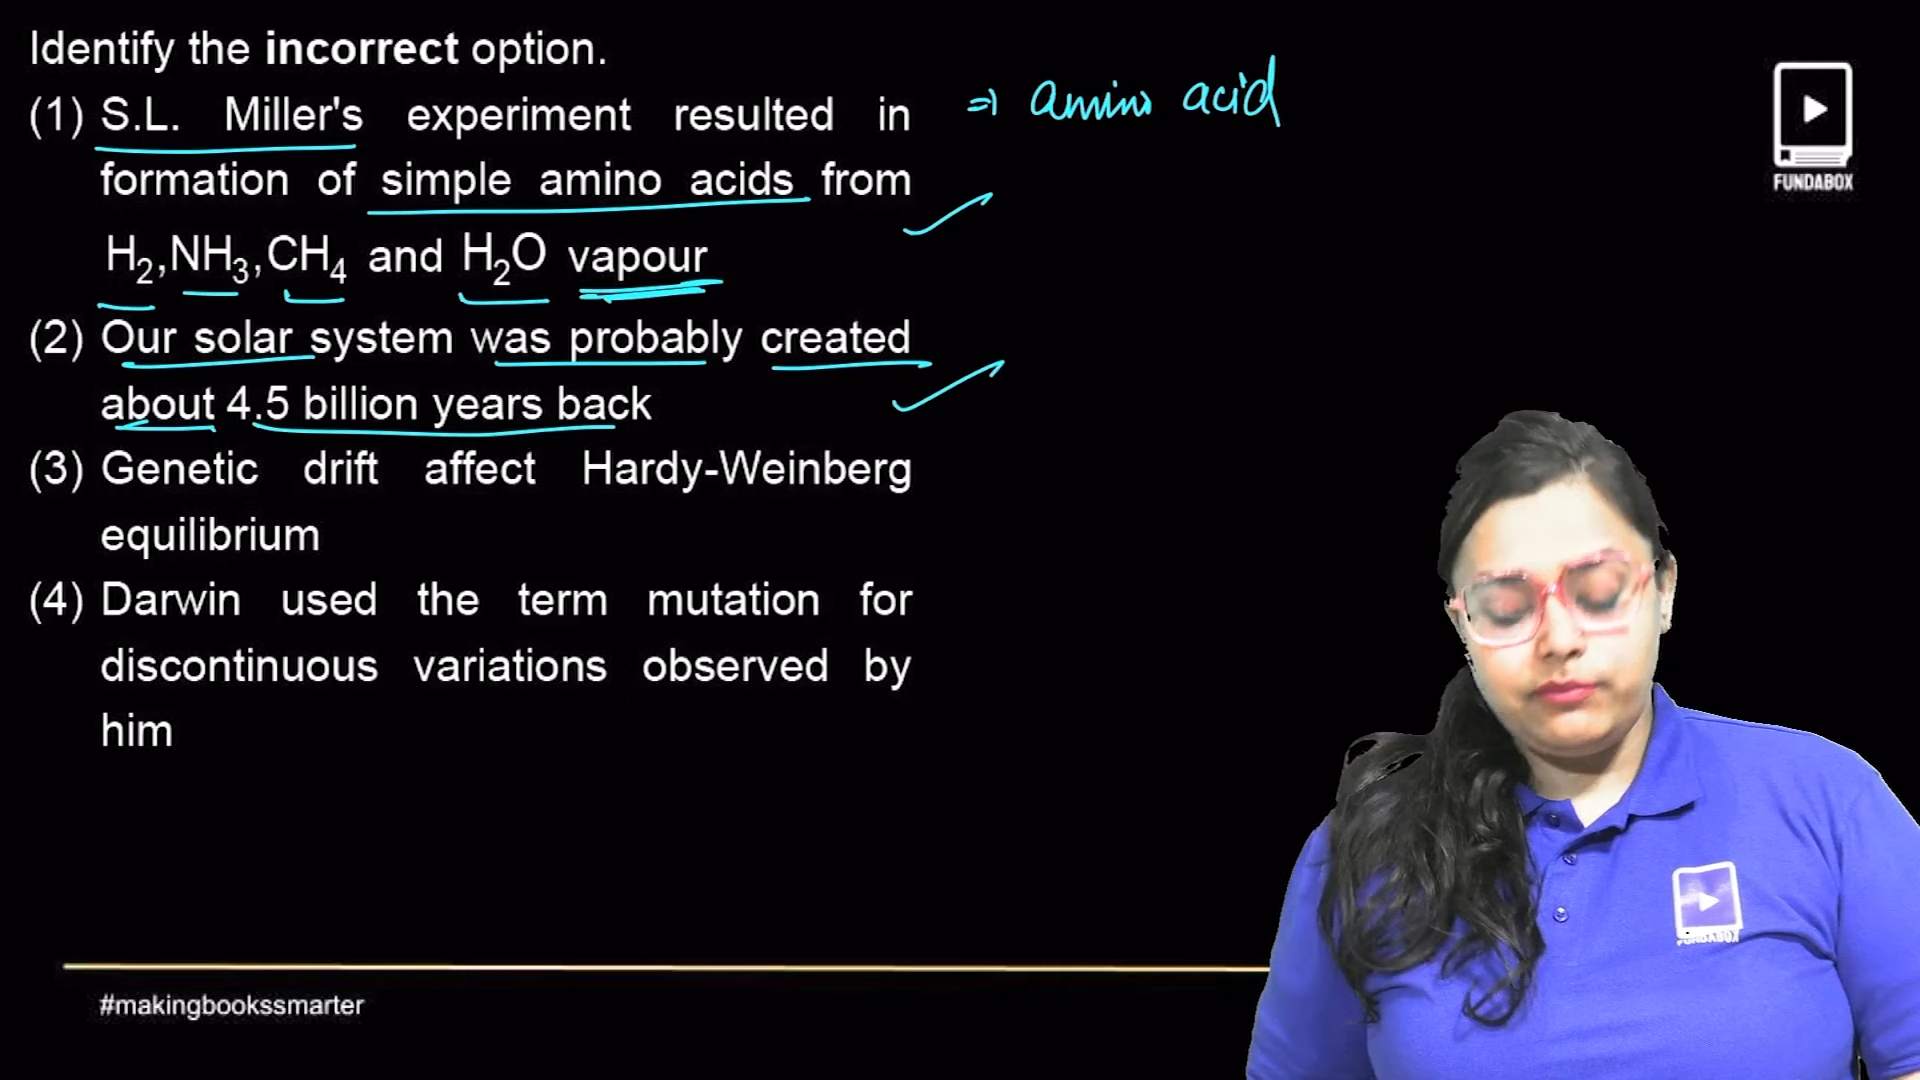 Identify the incorrect option.
(1) S.L. Miller's experiment resulted in
⇒ amino acid
formation of simple amino acids from
H₂,NH₃,CH₄ and H₂O vapour
(2) Our solar system was probably created
about 4.5 billion years back
(3) Genetic drift affect Hardy-Weinberg
equilibrium
(4) Darwin used the term mutation for
discontinuous variations observed by
him
FUNDABOX
FUNDABOX
#makingbookssmarter